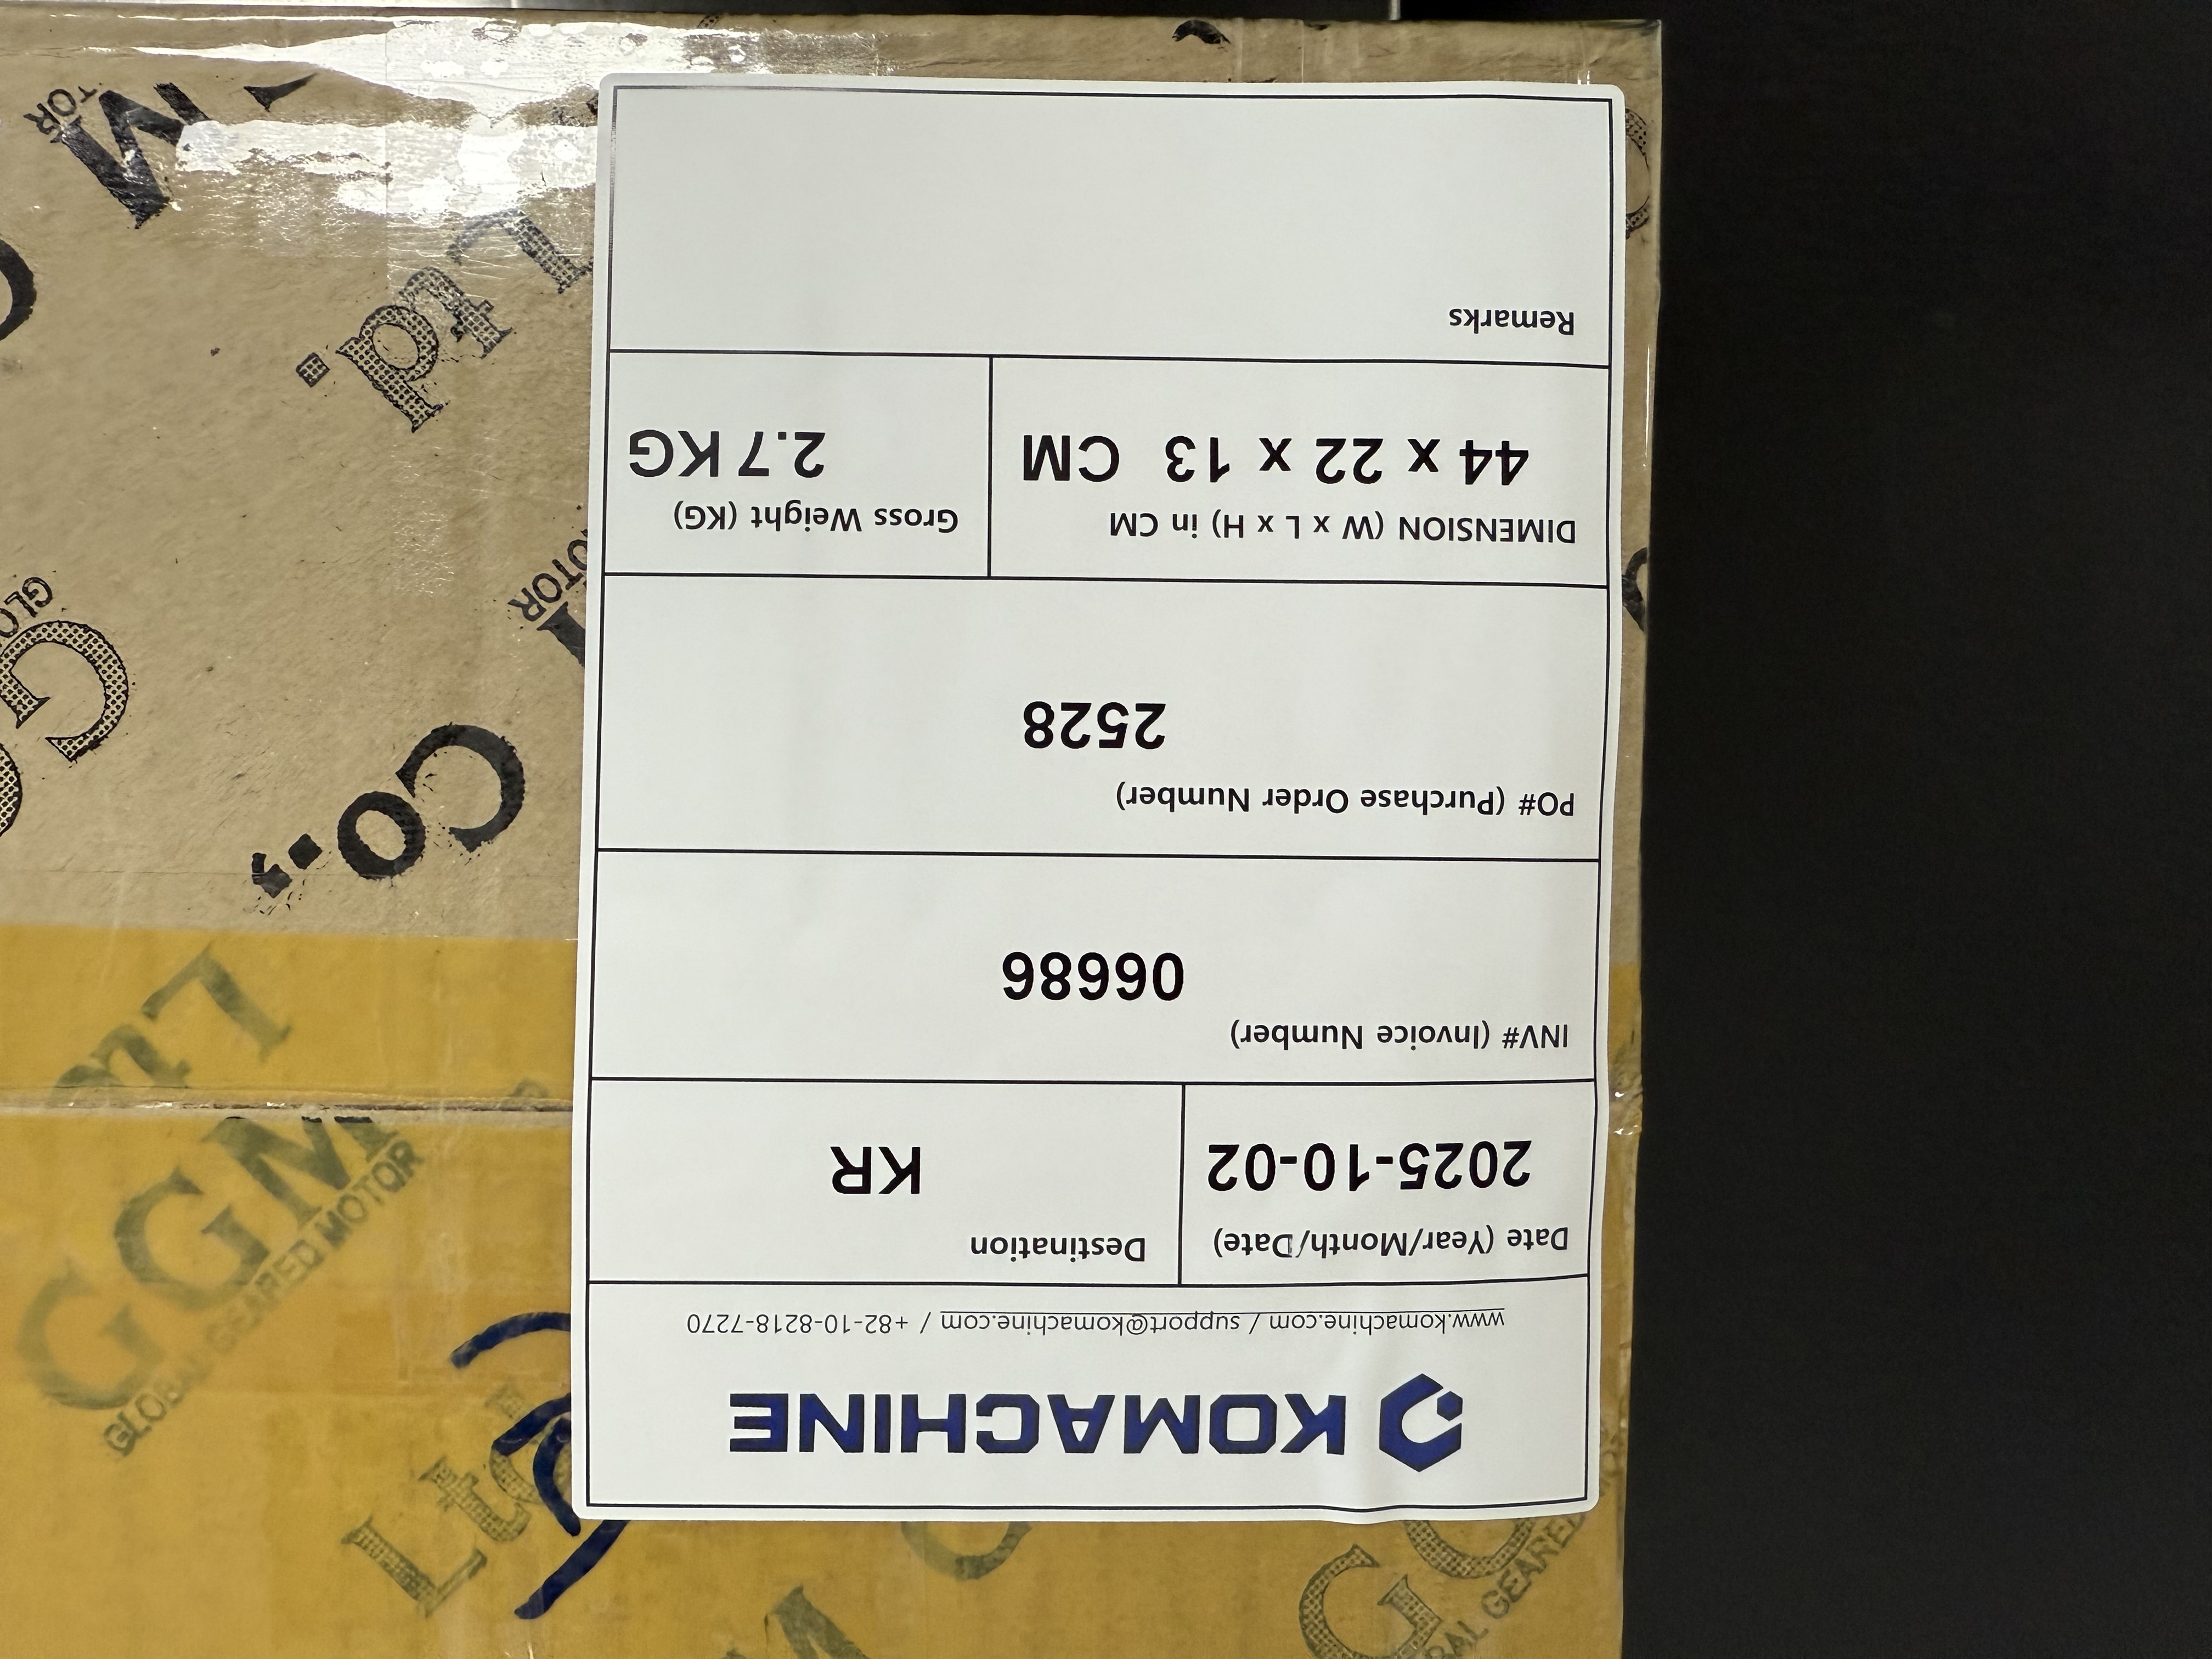 KOMACHINE
www.komachine.com / support@komachine.com / +82-10-8218-7270
Date (Year/Month/Date)
2025-10-02
Destination
KR
INV# (Invoice Number)
06686
PO# (Purchase Order Number)
2528
DIMENSION (W x L x H) in CM
44 x 22 x 13 CM
Gross Weight (KG)
2.7 KG
Remarks
GGM
GLOBAL GEARED MOTOR
Co.,
Ltd.
Ltd